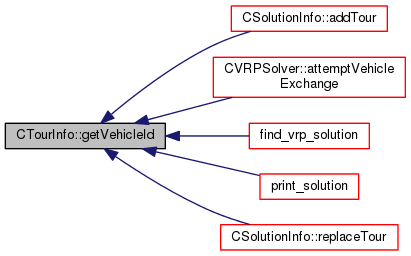 CSolutionInfo::addTour
CVRPSolver::attemptVehicle
Exchange
CTourInfo::getVehicleId
find_vrp_solution
print_solution
CSolutionInfo::replaceTour